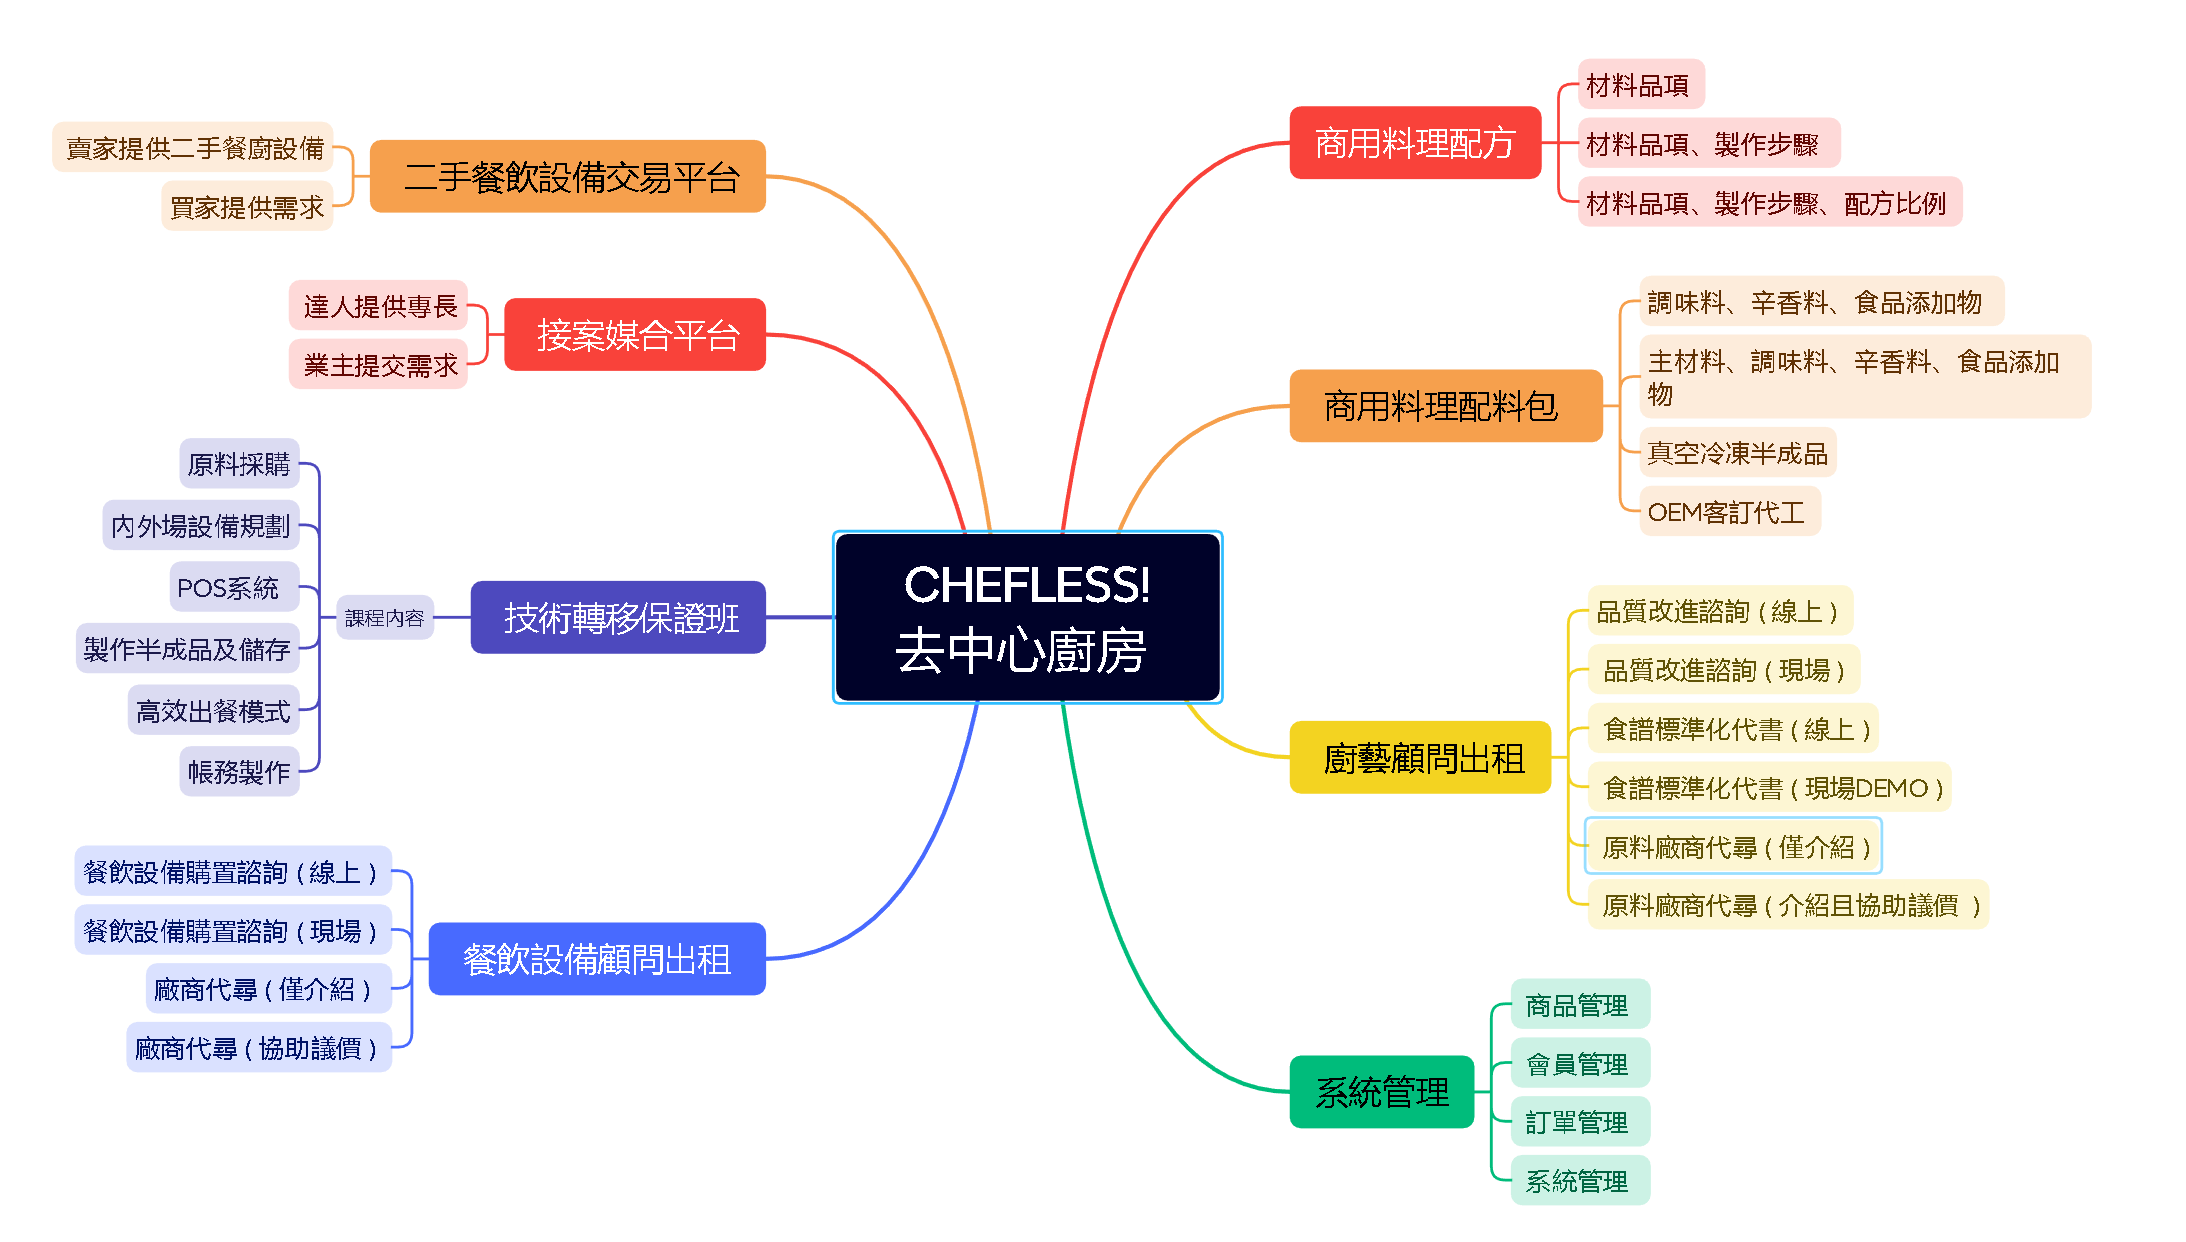 CHEFLESS!
去中心廚房
商用料理配方
材料品項
材料品項、製作步驟
材料品項、製作步驟、配方比例
商用料理配料包
調味料、辛香料、食品添加物
主材料、調味料、辛香料、食品添加
物
真空冷凍半成品
OEM客訂代工
廚藝顧問出租
品質改進諮詢 ( 線上 )
品質改進諮詢 ( 現場 )
食譜標準化代書 ( 線上 )
食譜標準化代書 ( 現場DEMO )
原料廠商代尋 ( 僅介紹 )
原料廠商代尋 ( 介紹且協助議價 )
系統管理
商品管理
會員管理
訂單管理
系統管理
二手餐飲設備交易平台
賣家提供二手餐廚設備
買家提供需求
接案媒合平台
達人提供專長
業主提交需求
技術轉移保證班
課程內容
原料採購
內外場設備規劃
POS系統
製作半成品及儲存
高效出餐模式
帳務製作
餐飲設備顧問出租
餐飲設備購置諮詢 ( 線上 )
餐飲設備購置諮詢 ( 現場 )
廠商代尋 ( 僅介紹 )
廠商代尋 ( 協助議價 )